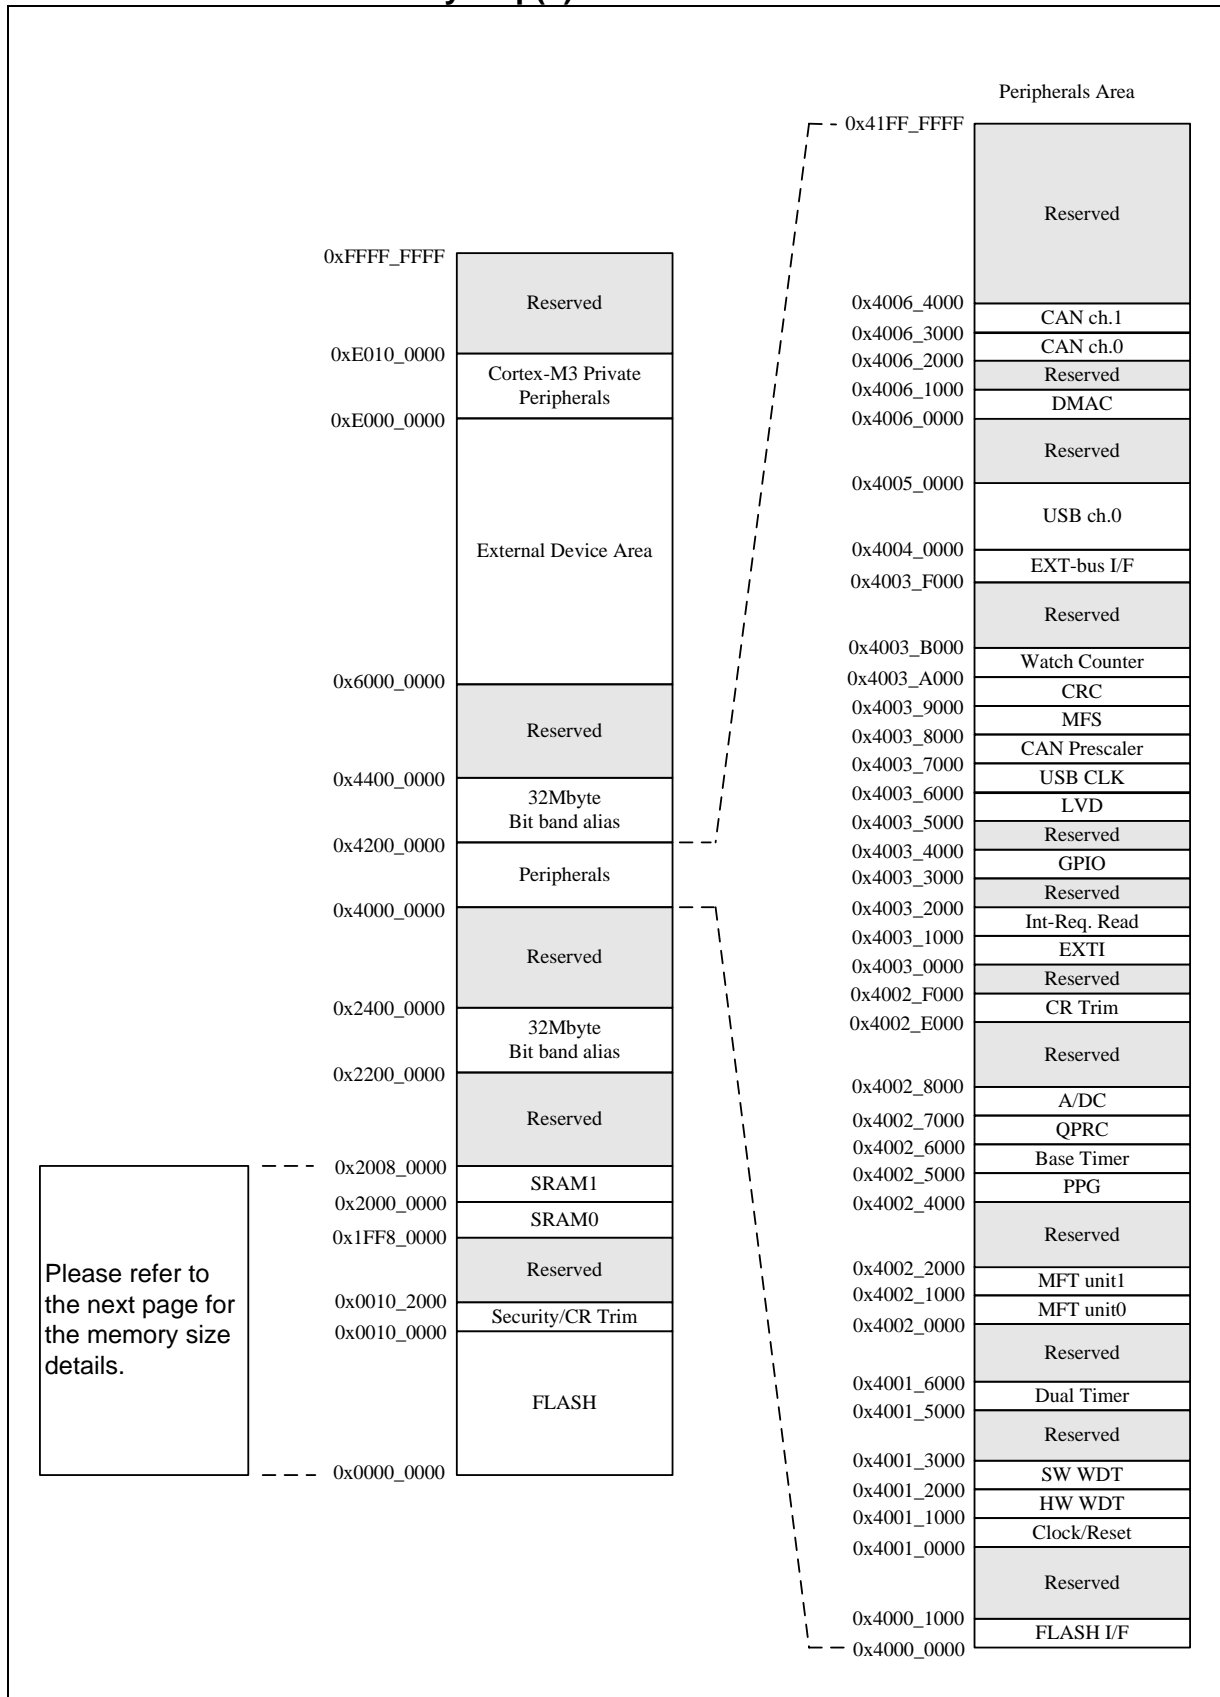 Peripherals Area
0x41FF_FFFF
Reserved
0x4006_4000
CAN ch.1
0x4006_3000
CAN ch.0
0x4006_2000
Reserved
0x4006_1000
DMAC
0x4006_0000
Reserved
0x4005_0000
USB ch.0
0x4004_0000
EXT-bus I/F
0x4003_F000
Reserved
0x4003_B000
Watch Counter
0x4003_A000
CRC
0x4003_9000
MFS
0x4003_8000
CAN Prescaler
0x4003_7000
USB CLK
0x4003_6000
LVD
0x4003_5000
Reserved
0x4003_4000
GPIO
0x4003_3000
Reserved
0x4003_2000
Int-Req. Read
0x4003_1000
EXTI
0x4003_0000
Reserved
0x4002_F000
CR Trim
0x4002_E000
Reserved
0x4002_8000
A/DC
0x4002_7000
QPRC
0x4002_6000
Base Timer
0x4002_5000
PPG
0x4002_4000
Reserved
0x4002_2000
MFT unit1
0x4002_1000
MFT unit0
0x4002_0000
Reserved
0x4001_6000
Dual Timer
0x4001_5000
Reserved
0x4001_3000
SW WDT
0x4001_2000
HW WDT
0x4001_1000
Clock/Reset
0x4001_0000
Reserved
0x4000_1000
FLASH I/F
0x4000_0000
0xFFFF_FFFF
Reserved
0xE010_0000
Cortex-M3 Private
Peripherals
0xE000_0000
External Device Area
0x6000_0000
Reserved
0x4400_0000
32Mbyte
Bit band alias
0x4200_0000
Peripherals
0x4000_0000
Reserved
0x2400_0000
32Mbyte
Bit band alias
0x2200_0000
Reserved
0x2008_0000
SRAM1
0x2000_0000
SRAM0
0x1FF8_0000
Reserved
0x0010_2000
Security/CR Trim
0x0010_0000
FLASH
0x0000_0000
Please refer to
the next page for
the memory size
details.